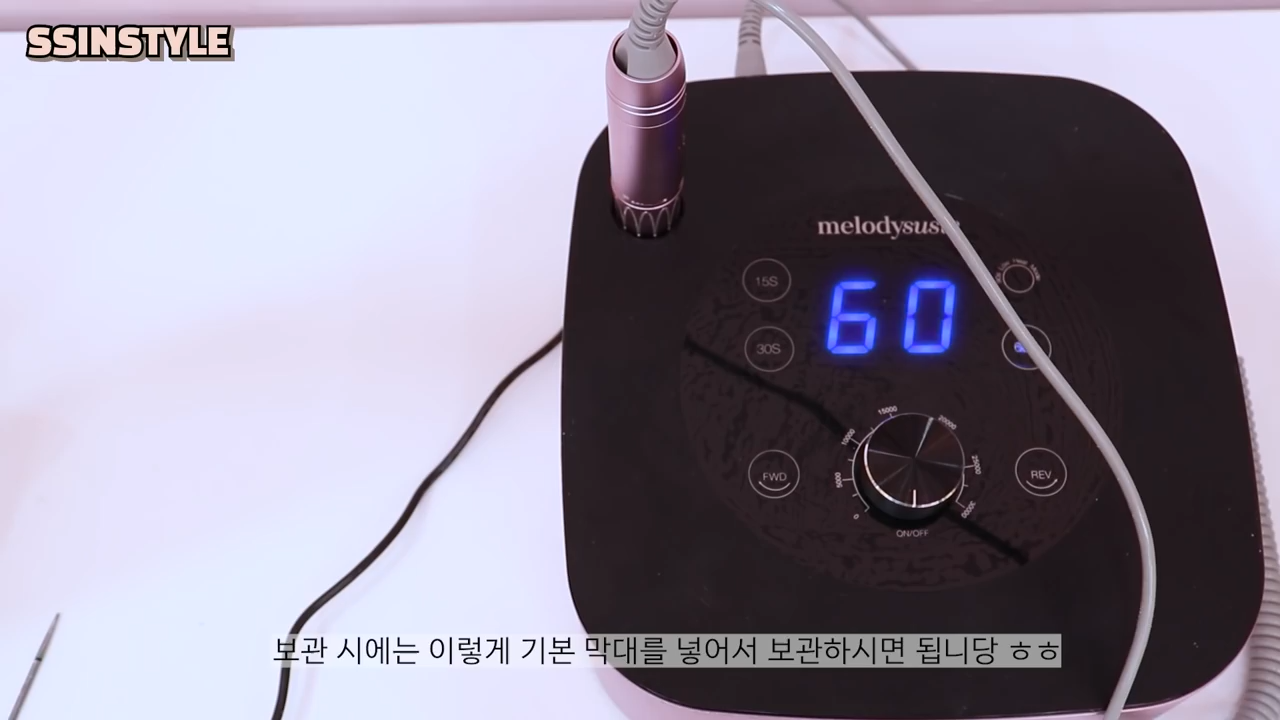 SSINSTYLE
melodysus
15S
60
30S
15000
20000
10000
25000
5000
FWD
REV
0
30000
ON/OFF
보관 시에는 이렇게 기본 막대를 넣어서 보관하시면 됩니당 ㅎㅎ